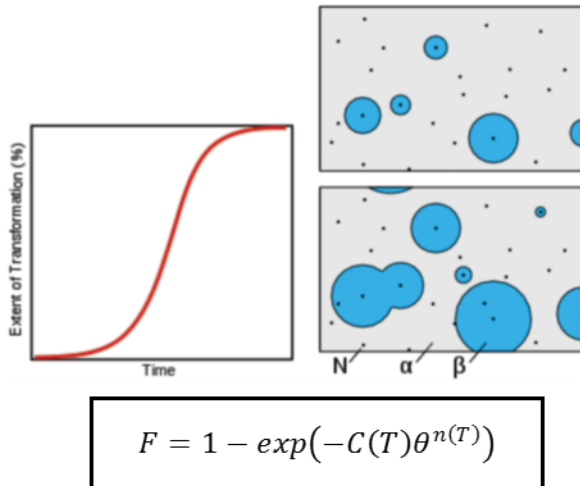 Extent of Transformation (%)
Time
N α β
F = 1 − exp(−C(T)θ^{n(T)})